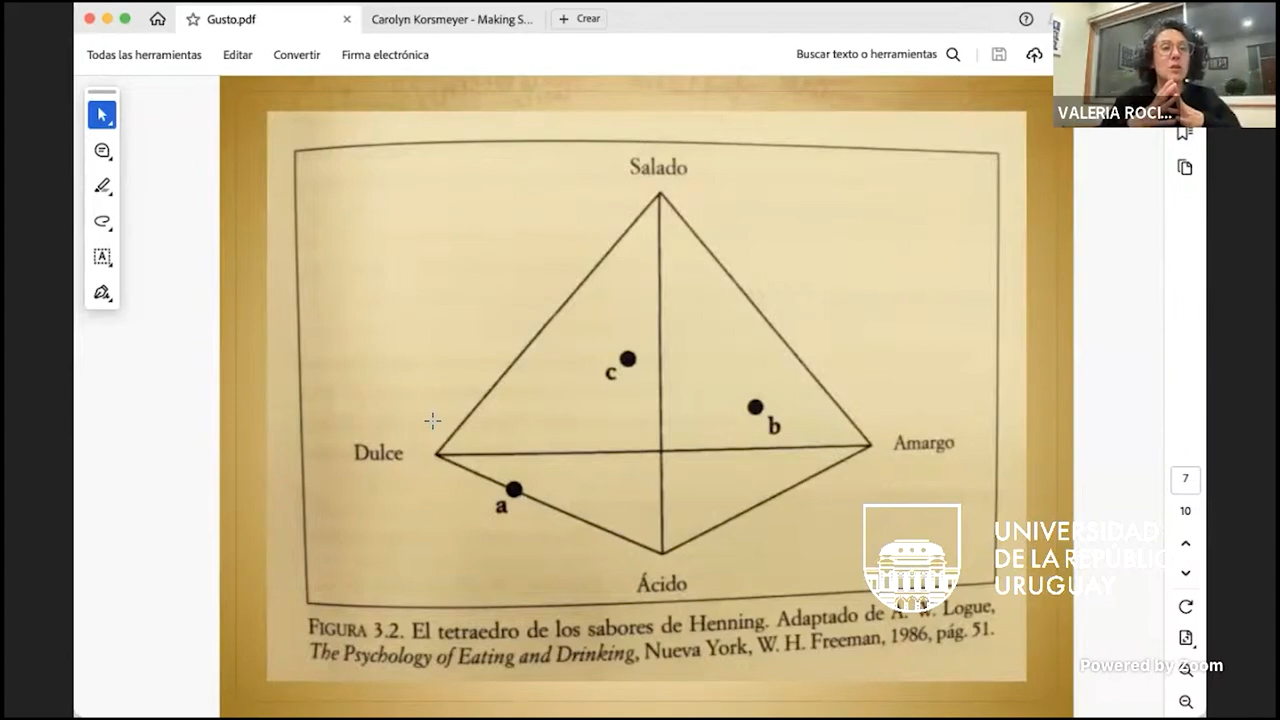 Gusto.pdf
Carolyn Korsmeyer - Making S...
Crear
Todas las herramientas
Editar
Convertir
Firma electrónica
Buscar texto o herramientas
VALERIA ROCI...
Salado
c
b
Dulce
Amargo
a
Ácido
7
10
UNIVERSIDAD
DE LA REPÚBLIC
URUGUAY
FIGURA 3.2. El tetraedro de los sabores de Henning. Adaptado de A. W. Logue,
The Psychology of Eating and Drinking, Nueva York, W. H. Freeman, 1986, pág. 51.
Powered by Zoom